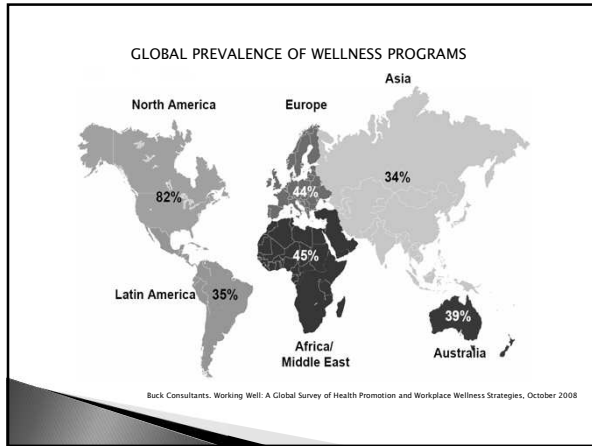 GLOBAL PREVALENCE OF WELLNESS PROGRAMS
Asia
North America
Europe
34%
82%
44%
45%
Latin America
35%
39%
Africa/
Middle East
Australia
Buck Consultants. Working Well: A Global Survey of Health Promotion and Workplace Wellness Strategies, October 2008